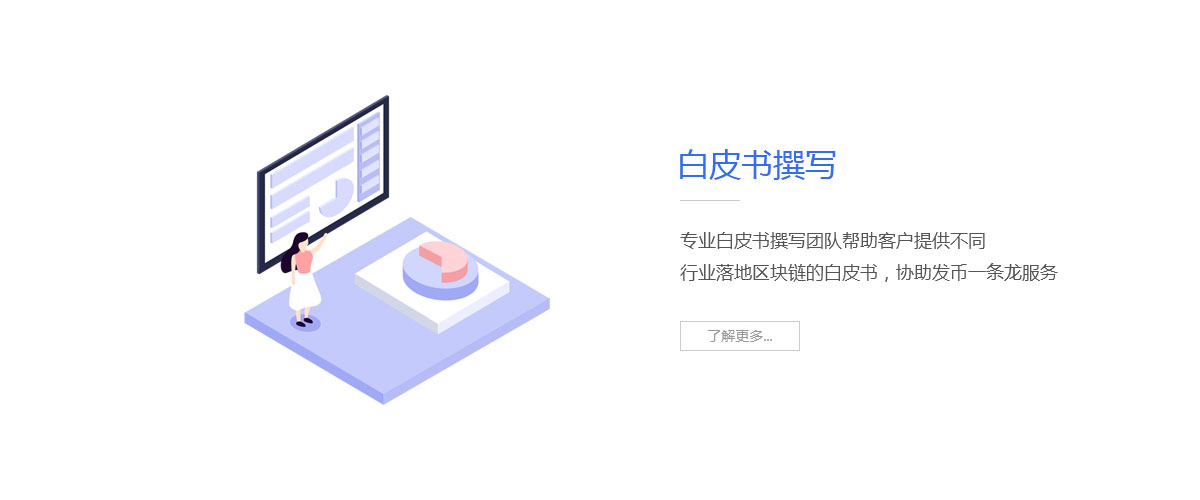 白皮书撰写
专业白皮书撰写团队帮助客户提供不同
行业落地区块链的白皮书，协助发币一条龙服务
了解更多...